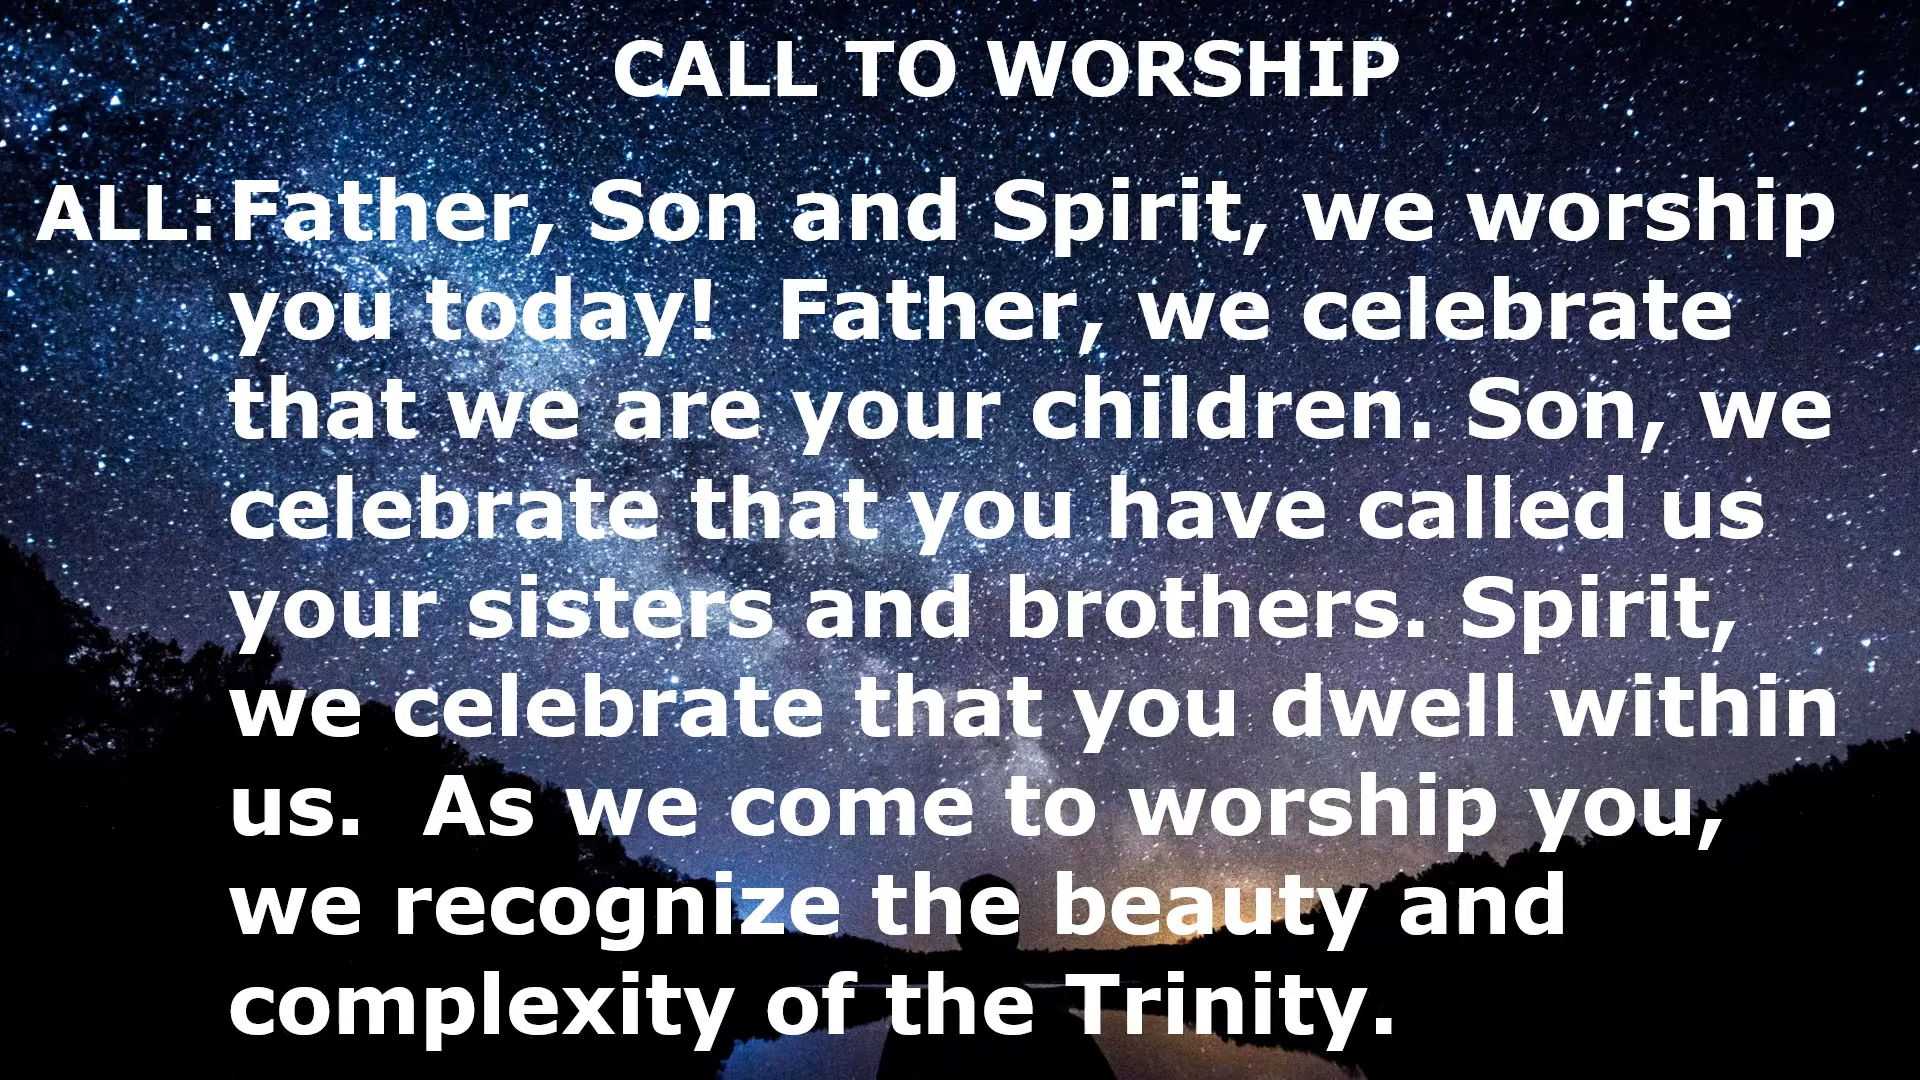 CALL TO WORSHIP
ALL: Father, Son and Spirit, we worship
you today!  Father, we celebrate
that we are your children. Son, we
celebrate that you have called us
your sisters and brothers. Spirit,
we celebrate that you dwell within
us.  As we come to worship you,
we recognize the beauty and
complexity of the Trinity.